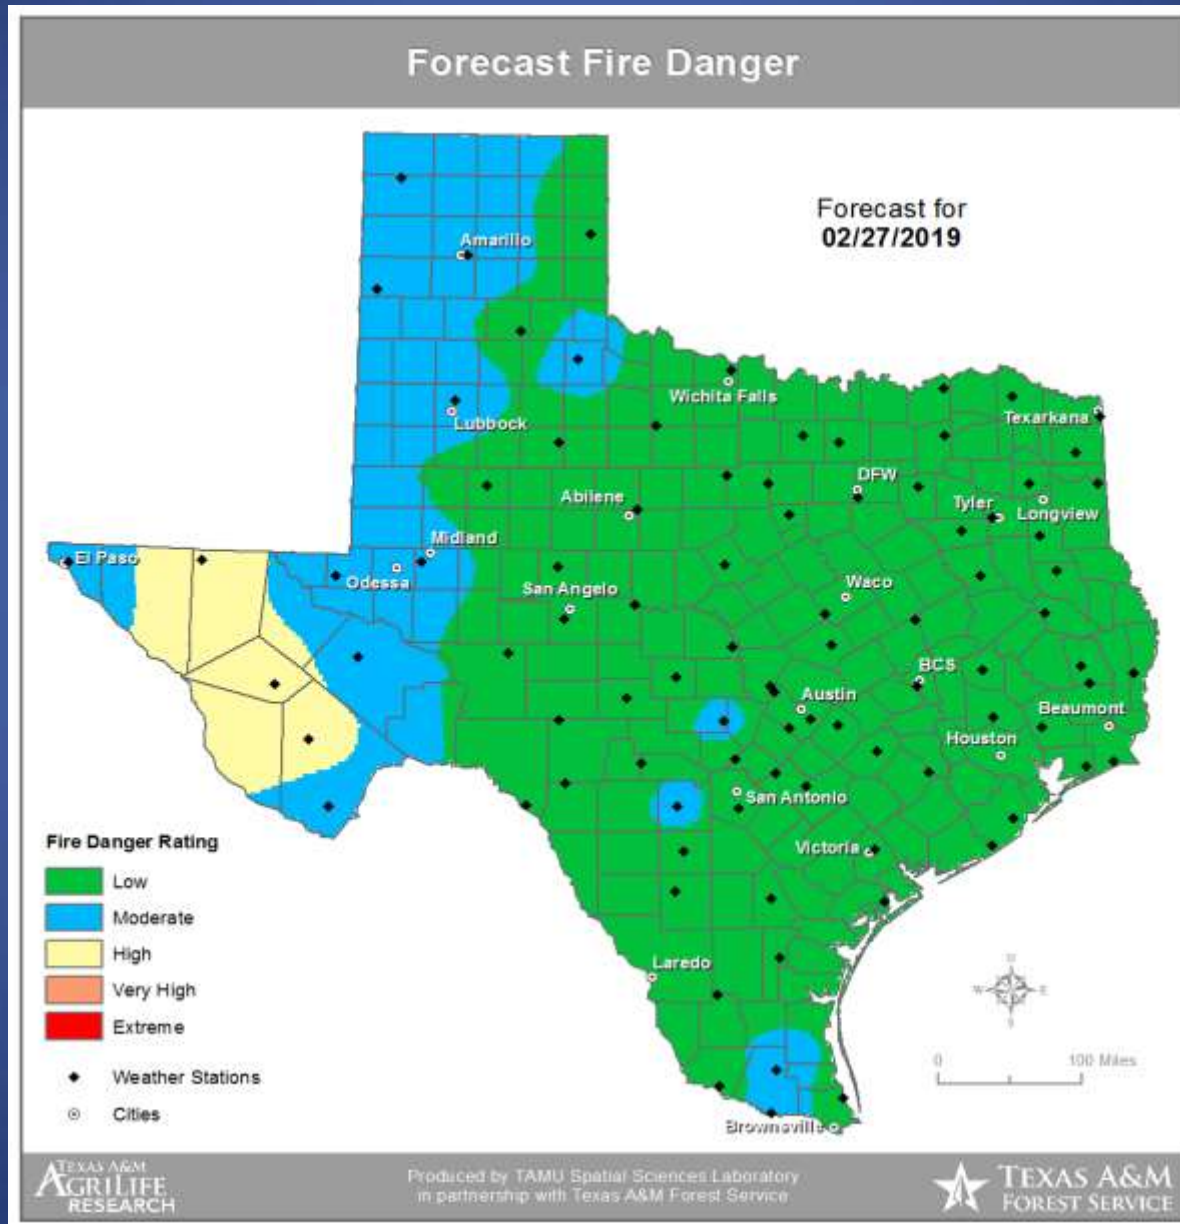 Forecast Fire Danger
Forecast for
02/27/2019
Amarillo
Wichita Falls
Lubbock
Texarkana
DFW
Abilene
Tyler
Longview
Midland
El Paso
Odessa
San Angelo
Waco
BCS
Austin
Beaumont
Houston
San Antonio
Victoria
Laredo
Brownsville
Fire Danger Rating
Low
Moderate
High
Very High
Extreme
Weather Stations
Cities
N
W E
S
0 100 Miles
TEXAS A&M
AGRILIFE
RESEARCH
Produced by TAMU Spatial Sciences Laboratory
in partnership with Texas A&M Forest Service
TEXAS A&M
FOREST SERVICE